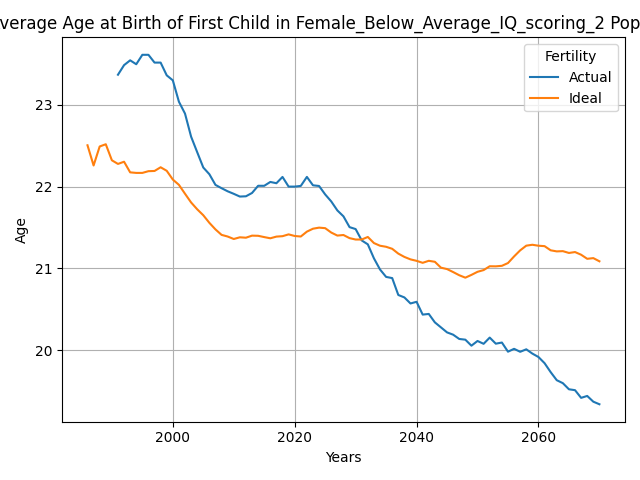 verage Age at Birth of First Child in Female_Below_Average_IQ_scoring_2 Pop
Fertility
Actual
Ideal
23
22
21
20
Age
2000 2020 2040 2060
Years